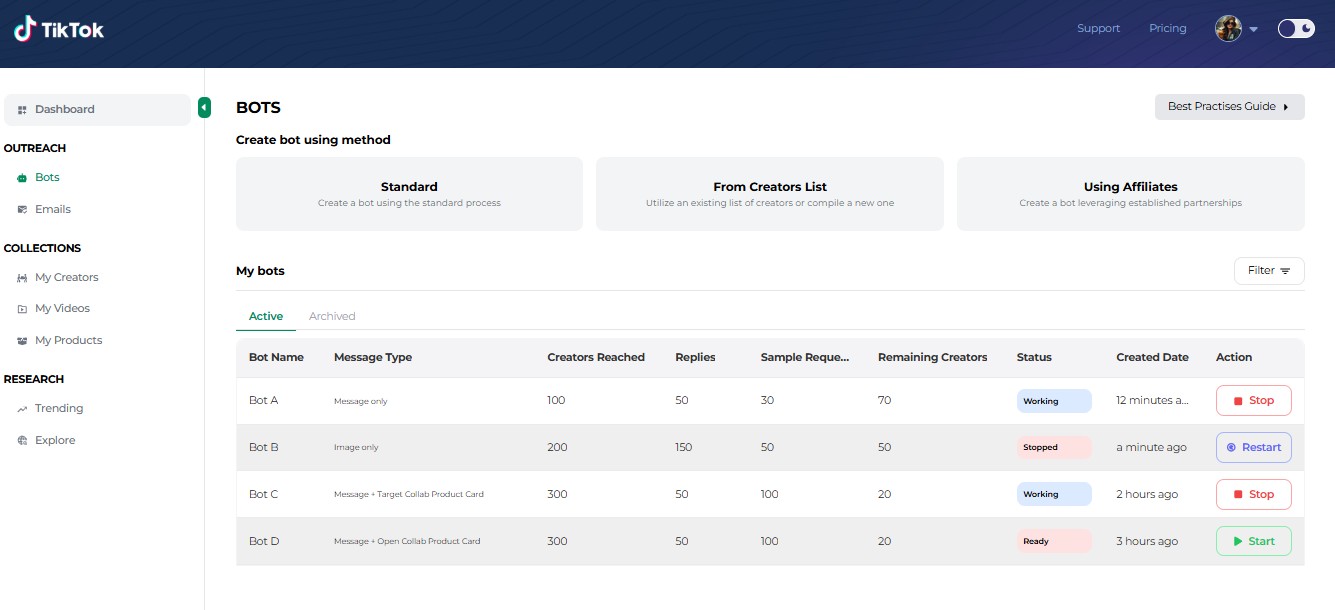 TikTok
Support Pricing
Dashboard
OUTREACH
Bots
Emails
COLLECTIONS
My Creators
My Videos
My Products
RESEARCH
Trending
Explore
BOTS
Best Practises Guide
Create bot using method
Standard
Create a bot using the standard process
From Creators List
Utilize an existing list of creators or compile a new one
Using Affiliates
Create a bot leveraging established partnerships
My bots
Filter
Active Archived
Bot Name Message Type Creators Reached Replies Sample Reque... Remaining Creators Status Created Date Action
Bot A Message only 100 50 30 70 Working 12 minutes a... Stop
Bot B Image only 200 150 50 50 Stopped a minute ago Restart
Bot C Message + Target Collab Product Card 300 50 100 20 Working 2 hours ago Stop
Bot D Message + Open Collab Product Card 300 50 100 20 Ready 3 hours ago Start